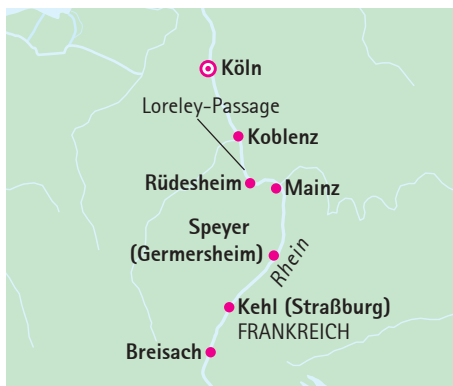 Köln
Loreley-Passage
Koblenz
Rüdesheim
Mainz
Speyer
(Germersheim)
Rhein
Kehl (Straßburg)
FRANKREICH
Breisach